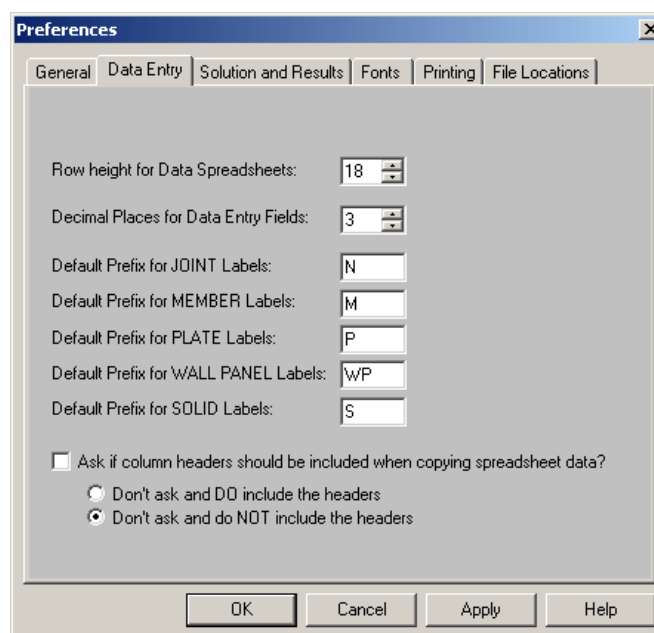 Preferences
General Data Entry Solution and Results Fonts Printing File Locations
Row height for Data Spreadsheets: 18
Decimal Places for Data Entry Fields: 3
Default Prefix for JOINT Labels: N
Default Prefix for MEMBER Labels: M
Default Prefix for PLATE Labels: P
Default Prefix for WALL PANEL Labels: WP
Default Prefix for SOLID Labels: S
Ask if column headers should be included when copying spreadsheet data?
Don't ask and DO include the headers
Don't ask and do NOT include the headers
OK Cancel Apply Help